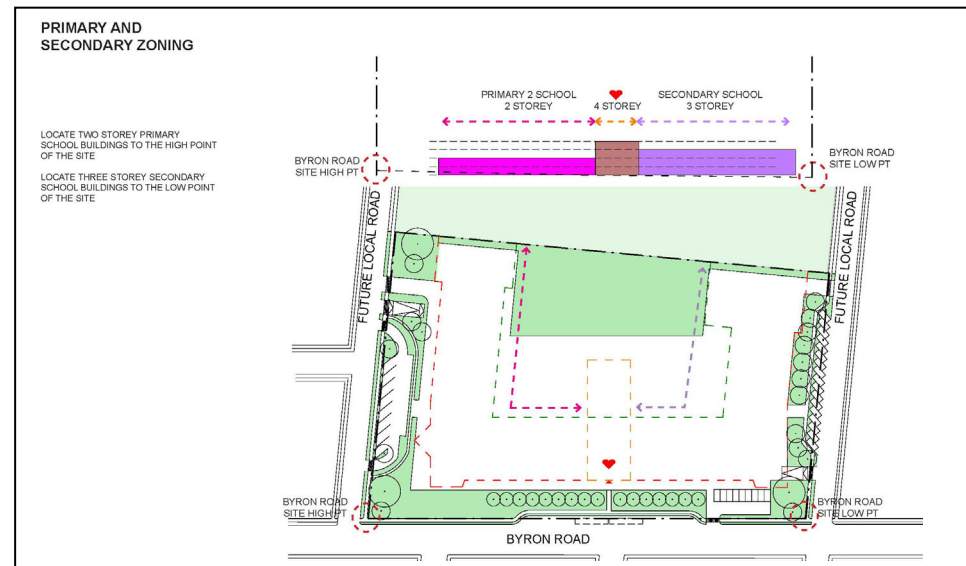 PRIMARY AND
SECONDARY ZONING
LOCATE TWO STOREY PRIMARY
SCHOOL BUILDINGS TO THE HIGH POINT
OF THE SITE
LOCATE THREE STOREY SECONDARY
SCHOOL BUILDINGS TO THE LOW POINT
OF THE SITE
PRIMARY 2 SCHOOL
2 STOREY
4 STOREY
SECONDARY SCHOOL
3 STOREY
BYRON ROAD
SITE HIGH PT
BYRON ROAD
SITE LOW PT
FUTURE LOCAL ROAD
FUTURE LOCAL ROAD
BYRON ROAD
SITE HIGH PT
BYRON ROAD
SITE LOW PT
BYRON ROAD